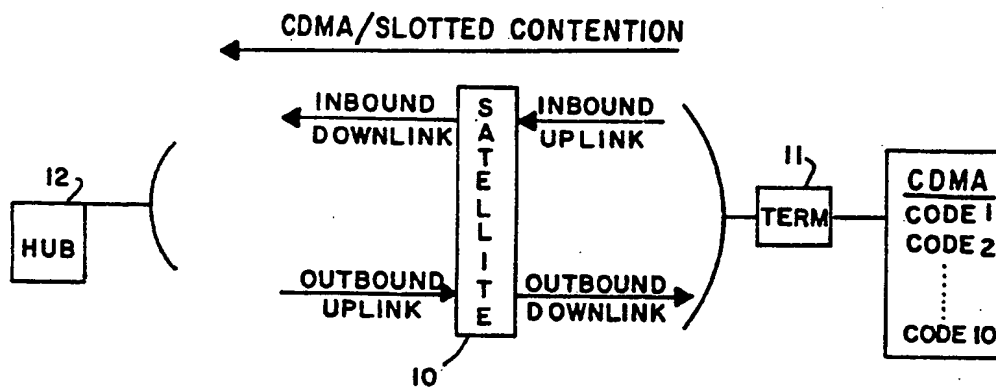 CDMA/SLOTTED CONTENTION
INBOUND
DOWNLINK
SATELLITE
INBOUND
UPLINK
12
HUB
11
TERM
CDMA
CODE 1
CODE 2
CODE 10
OUTBOUND
UPLINK
OUTBOUND
DOWNLINK
10